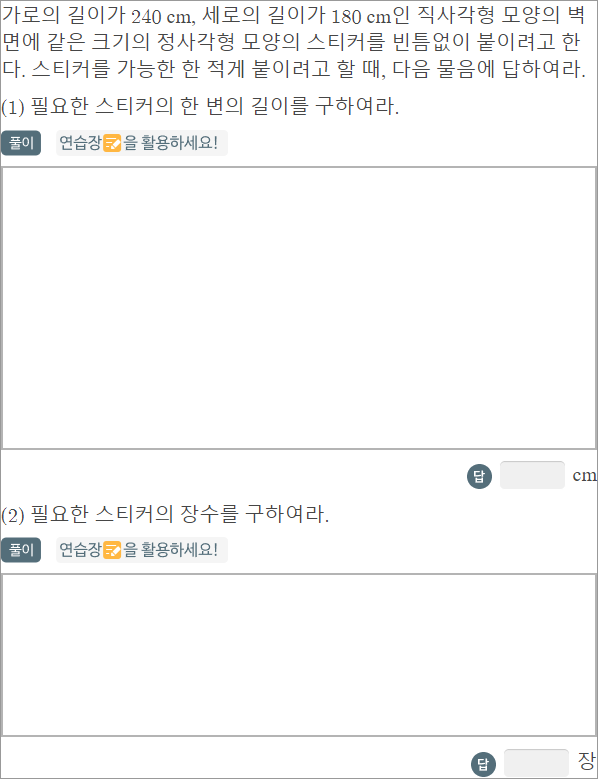 가로의 길이가 240 cm, 세로의 길이가 180 cm인 직사각형 모양의 벽
면에 같은 크기의 정사각형 모양의 스티커를 빈틈없이 붙이려고 한
다. 스티커를 가능한 한 적게 붙이려고 할 때, 다음 물음에 답하여라.
(1) 필요한 스티커의 한 변의 길이를 구하여라.
풀이 연습장을 활용하세요!
답 cm
(2) 필요한 스티커의 장수를 구하여라.
풀이 연습장을 활용하세요!
답 장